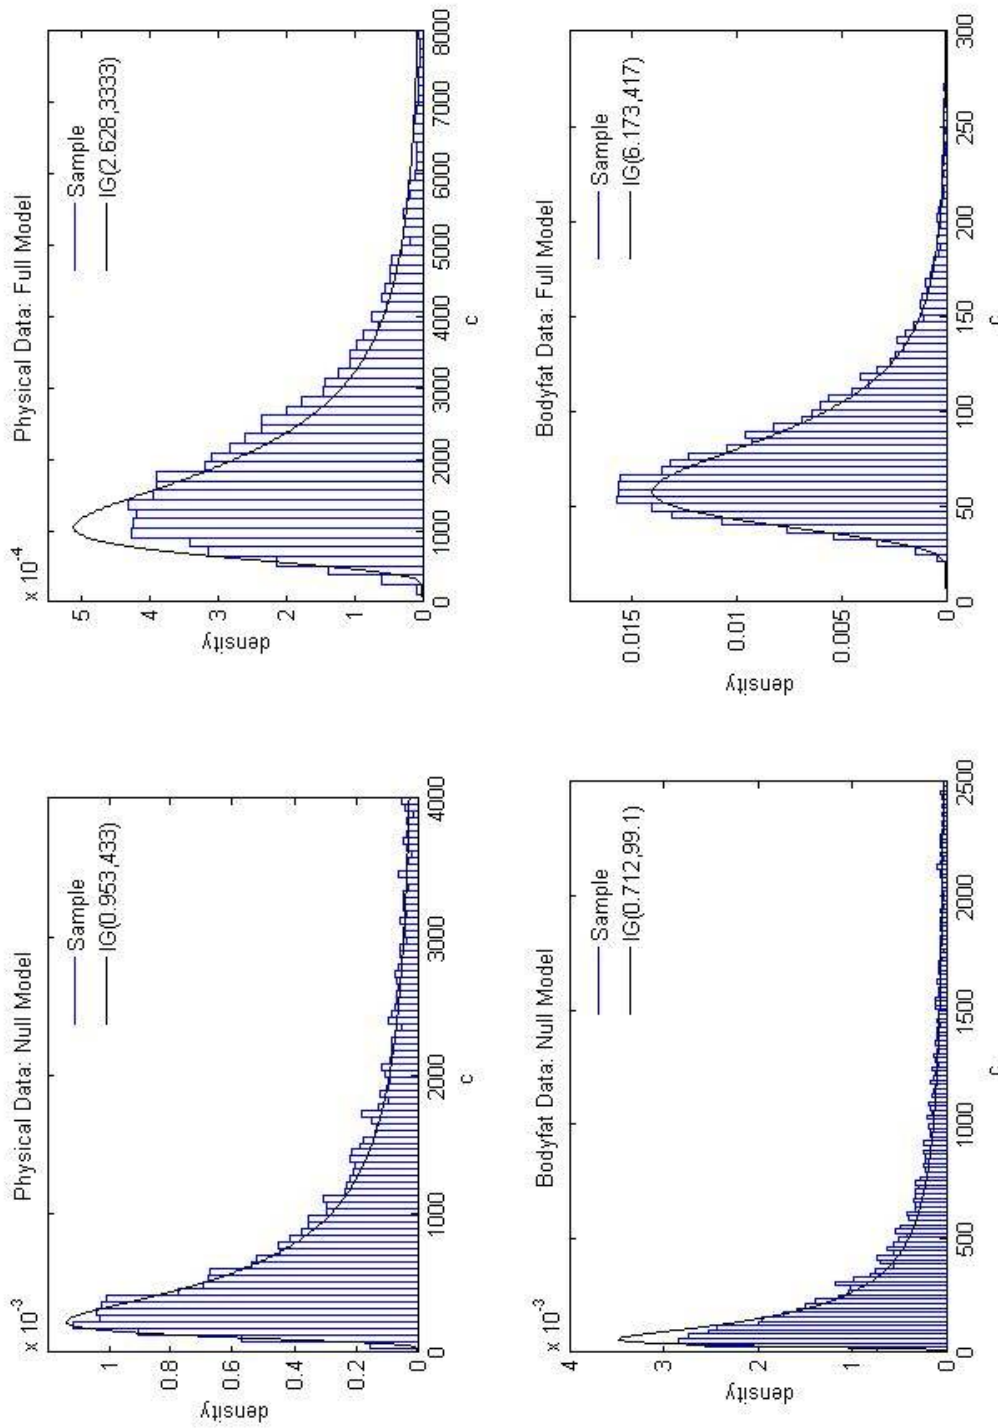 Physical Data: Null Model
x 10^-3
1
0.8
0.6
0.4
0.2
0
density
Sample
IG(0.953,433)
0 1000 2000 3000 4000
c
Physical Data: Full Model
x 10^-4
5
4
3
2
1
0
density
Sample
IG(2.628,3333)
0 1000 2000 3000 4000 5000 6000 7000 8000
c
Bodyfat Data: Null Model
x 10^-3
4
3
2
1
0
density
Sample
IG(0.712,99.1)
0 500 1000 1500 2000 2500
c
Bodyfat Data: Full Model
0.015
0.01
0.005
0
density
Sample
IG(6.173,417)
0 50 100 150 200 250 300
c